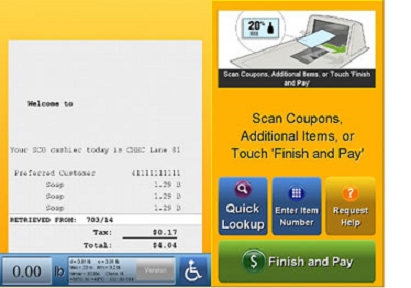 Welcome to
Your SCO cashier today is CHEC Lane 81
Preferred Customer 41111111111
Soap 1.29 B
Soap 1.29 B
Soap 1.29 B
RETRIEVED FROM: 703/14
Tax: $0.17
Total: $4.04
0.00 lb
Version
20
Scan Coupons, Additional Items, or Touch 'Finish
and Pay'
Scan Coupons,
Additional Items, or
Touch 'Finish and Pay'
Quick
Lookup
Enter Item
Number
Request
Help
$ Finish and Pay